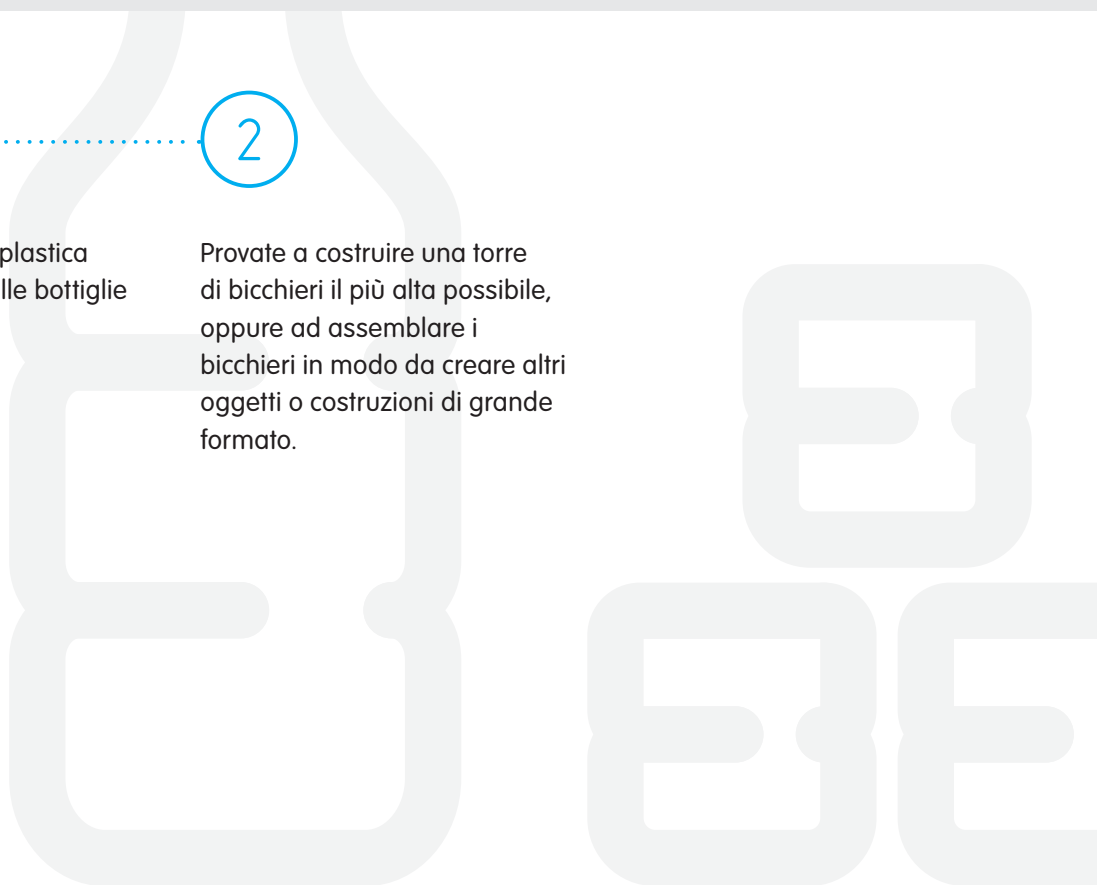 2
plastica
lle bottiglie
Provate a costruire una torre
di bicchieri il più alta possibile,
oppure ad assemblare i
bicchieri in modo da creare altri
oggetti o costruzioni di grande
formato.